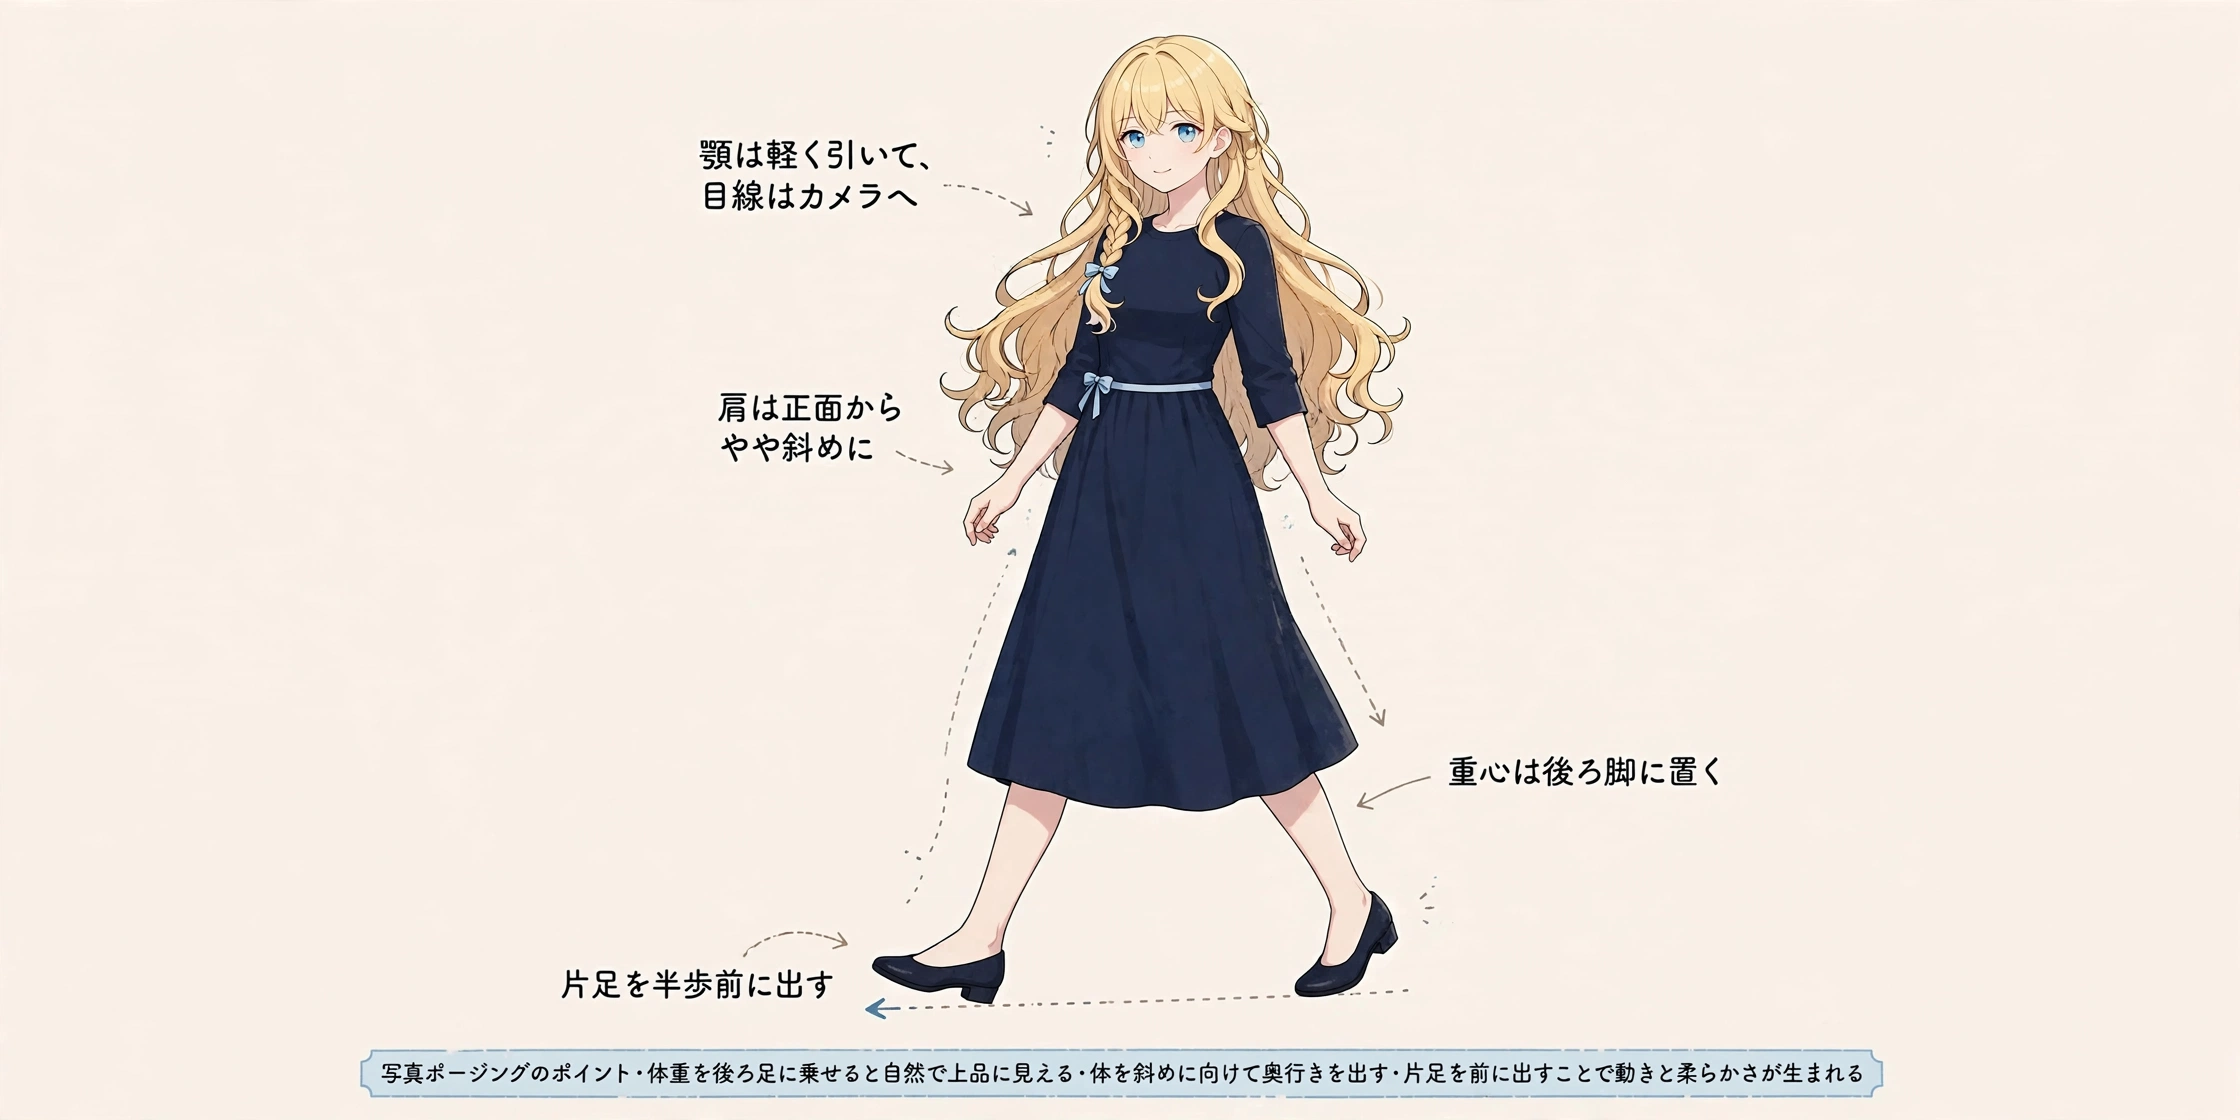 顎は軽く引いて、
目線はカメラへ
肩は正面から
やや斜めに
重心は後ろ脚に置く
片足を半歩前に出す
写真ポージングのポイント・体重を後ろ足に乗せると自然で上品に見える・体を斜めに向けて奥行きを出す・片足を前に出すことで動きと柔らかさが生まれる